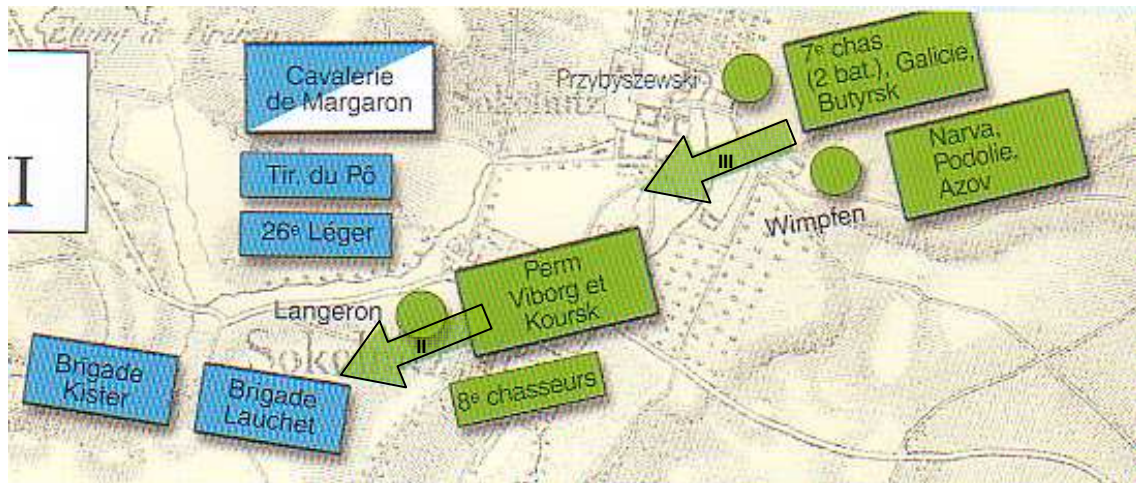 I
Cavalerie
de Margaron
Tir. du Pô
26e Léger
Przybyszewski
7e chas
(2 bat.), Galicie,
Butyrsk
III
Narva,
Podolie,
Azov
Wimpfen
Perm
Viborg et
Koursk
Langeron
II
8e chasseurs
Brigade
Kister
Brigade
Lauchet